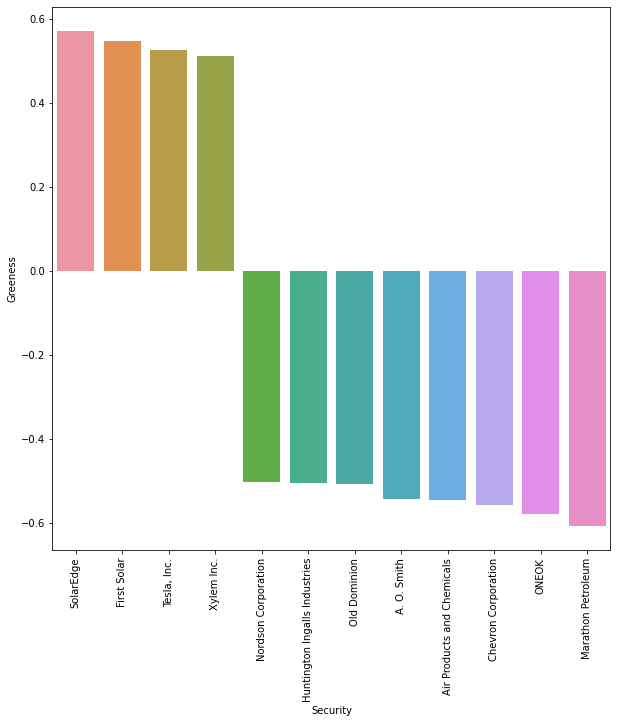 0.6
0.4
0.2
0.0
−0.2
−0.4
−0.6
Greeness
SolarEdge
First Solar
Tesla, Inc.
Xylem Inc.
Nordson Corporation
Huntington Ingalls Industries
Old Dominion
A. O. Smith
Air Products and Chemicals
Chevron Corporation
ONEOK
Marathon Petroleum
Security